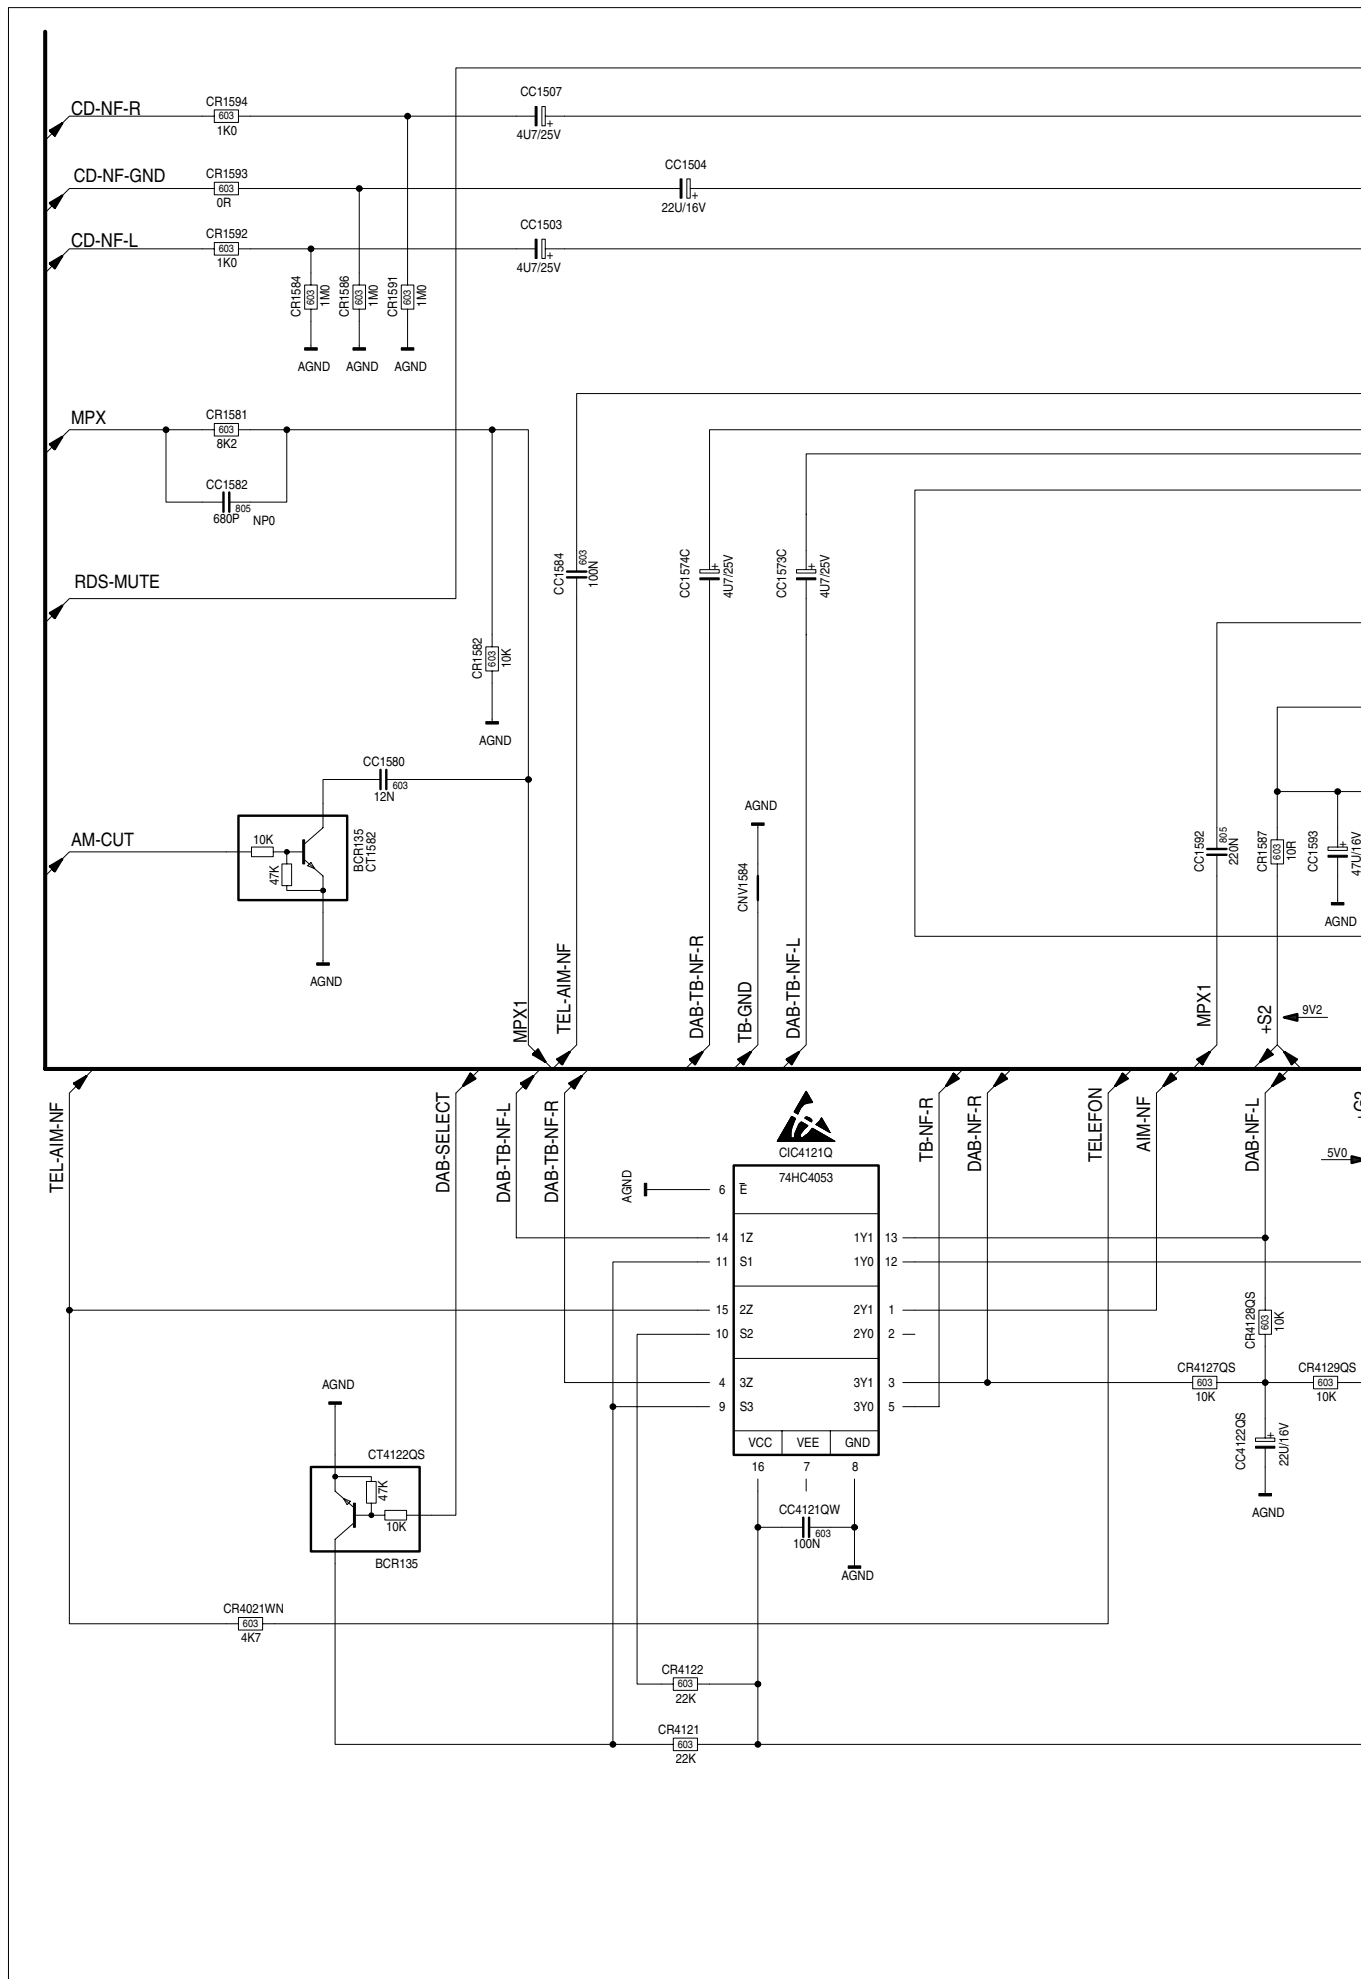 CC1507
CR1594
CD-NF-R
603
1K0
+
4U7/25V
CC1504
CR1593
CD-NF-GND
603
0R
+
22U/16V
CC1503
CR1592
CD-NF-L
603
1K0
+
4U7/25V
CR1584
603
1M0
CR1586
603
1M0
CR1591
603
1M0
AGND
AGND
AGND
CR1581
MPX
603
8K2
CC1582
805
680P
NP0
CC1584
603
100N
CC1574C
+
4U7/25V
CC1573C
+
4U7/25V
RDS-MUTE
CR1582
603
10K
AGND
CC1580
603
12N
AGND
AM-CUT
10K
47K
BCR135
CT1582
CNV1584
CC1592
805
220N
CR1587
603
10R
CC1593
+
47U/16V
AGND
AGND
MPX1
TEL-AIM-NF
DAB-TB-NF-R
TB-GND
DAB-TB-NF-L
MPX1
+S2
9V2
TEL-AIM-NF
DAB-SELECT
DAB-TB-NF-L
DAB-TB-NF-R
TB-NF-R
DAB-NF-R
TELEFON
AIM-NF
DAB-NF-L
5V0
CIC4121Q
74HC4053
AGND
6 E
14 1Z 1Y1 13
11 S1 1Y0 12
15 2Z 2Y1 1
10 S2 2Y0 2
4 3Z 3Y1 3
9 S3 3Y0 5
VCC VEE GND
16 7 8
CR4128QS
603
10K
CR4127QS
603
10K
CR4129QS
603
10K
CC4122QS
+
22U/16V
AGND
AGND
CT4122QS
47K
10K
BCR135
CC4121QW
603
100N
AGND
CR4021WN
603
4K7
CR4122
603
22K
CR4121
603
22K